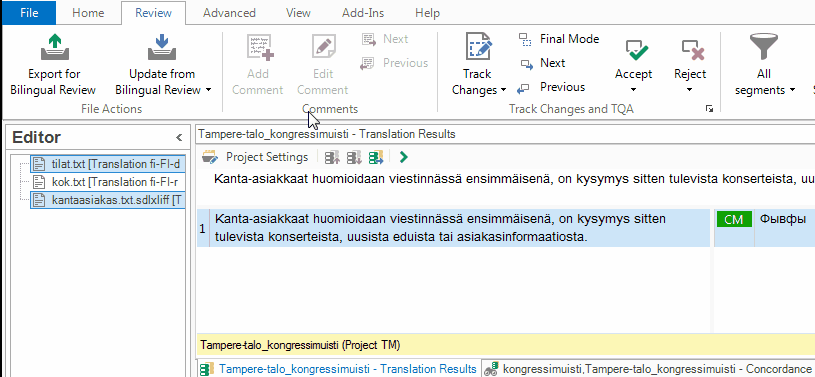 File Home Review Advanced View Add-Ins Help
Export for Bilingual Review
Update from Bilingual Review
File Actions
Add Comment
Edit Comment
Next
Previous
Comments
Track Changes
Final Mode
Next
Previous
Accept
Reject
Track Changes and TQA
All segments
Editor
tilat.txt [Translation fi-FI-d
kok.txt [Translation fi-FI-r
kantaasiakas.txt.sdlxliff [T
Tampere-talo_kongressimuisti - Translation Results
Project Settings
Kanta-asiakkaat huomioidaan viestinnässä ensimmäisenä, on kysymys sitten tulevista konserteista, uu
1
Kanta-asiakkaat huomioidaan viestinnässä ensimmäisenä, on kysymys sitten
tulevista konserteista, uusista eduista tai asiakasinformaatiosta.
CM
Фывфы
Tampere-talo_kongressimuisti (Project TM)
Tampere-talo_kongressimuisti - Translation Results
kongressimuisti,Tampere-talo_kongressimuisti - Concordance